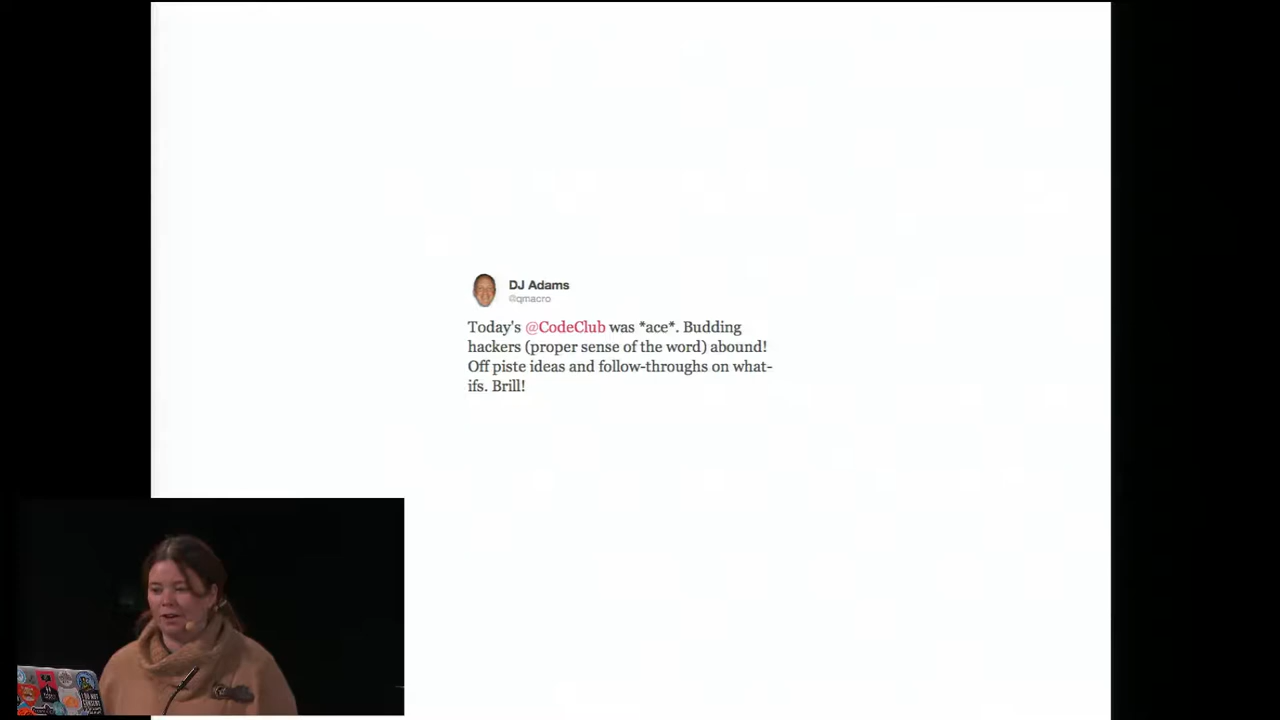 DJ Adams
@qmacro
Today's @CodeClub was *ace*. Budding
hackers (proper sense of the word) abound!
Off piste ideas and follow-throughs on what-
ifs. Brill!